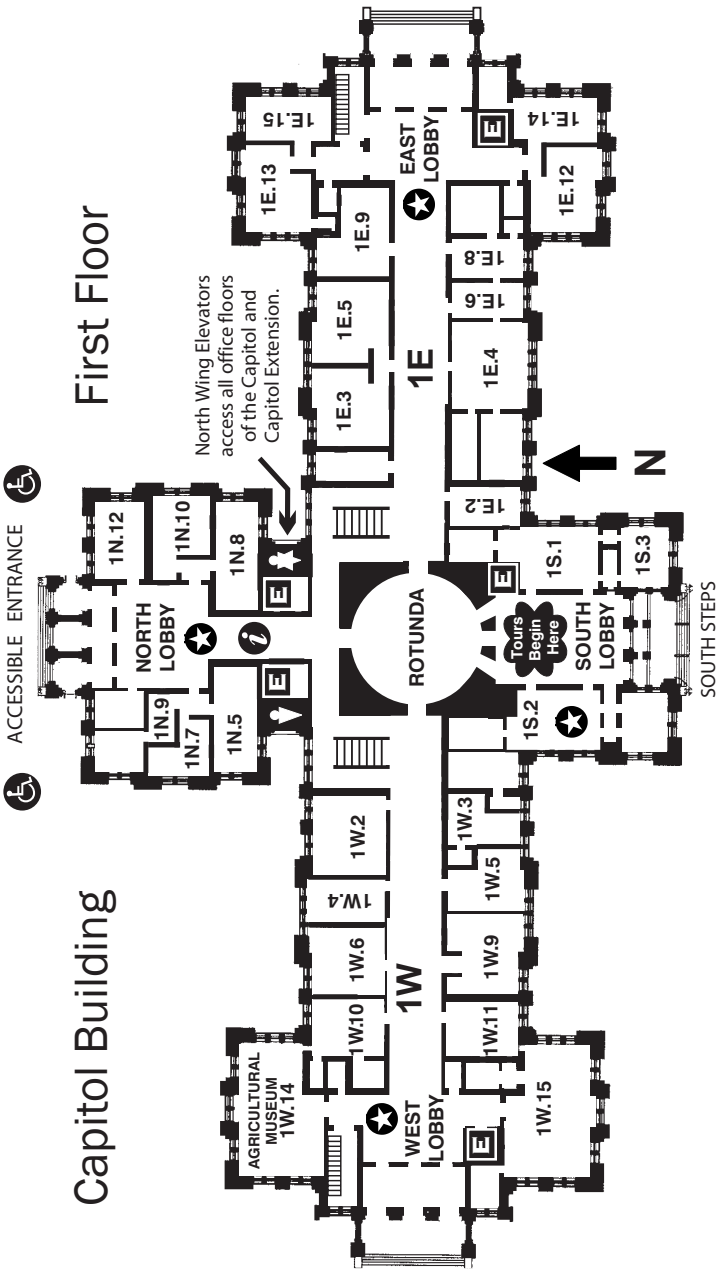 Capitol Building
First Floor
ACCESSIBLE ENTRANCE
North Wing Elevators
access all office floors
of the Capitol and
Capitol Extension.
1N.12
1N.10
1N.8
NORTH
LOBBY
i
1N.9
1N.7
1N.5
E
E
1E.15
1E.13
1E.9
1E.5
1E.3
1E
EAST
LOBBY
E
1E.14
1E.12
1E.8
1E.6
1E.4
1E.2
N
ROTUNDA
E
1S.1
1S.3
Tours
Begin
Here
SOUTH
LOBBY
1S.2
SOUTH STEPS
1W.2
1W.4
1W.6
1W.10
1W
1W.3
1W.5
1W.9
1W.11
AGRICULTURAL
MUSEUM
1W.14
WEST
LOBBY
E
1W.15